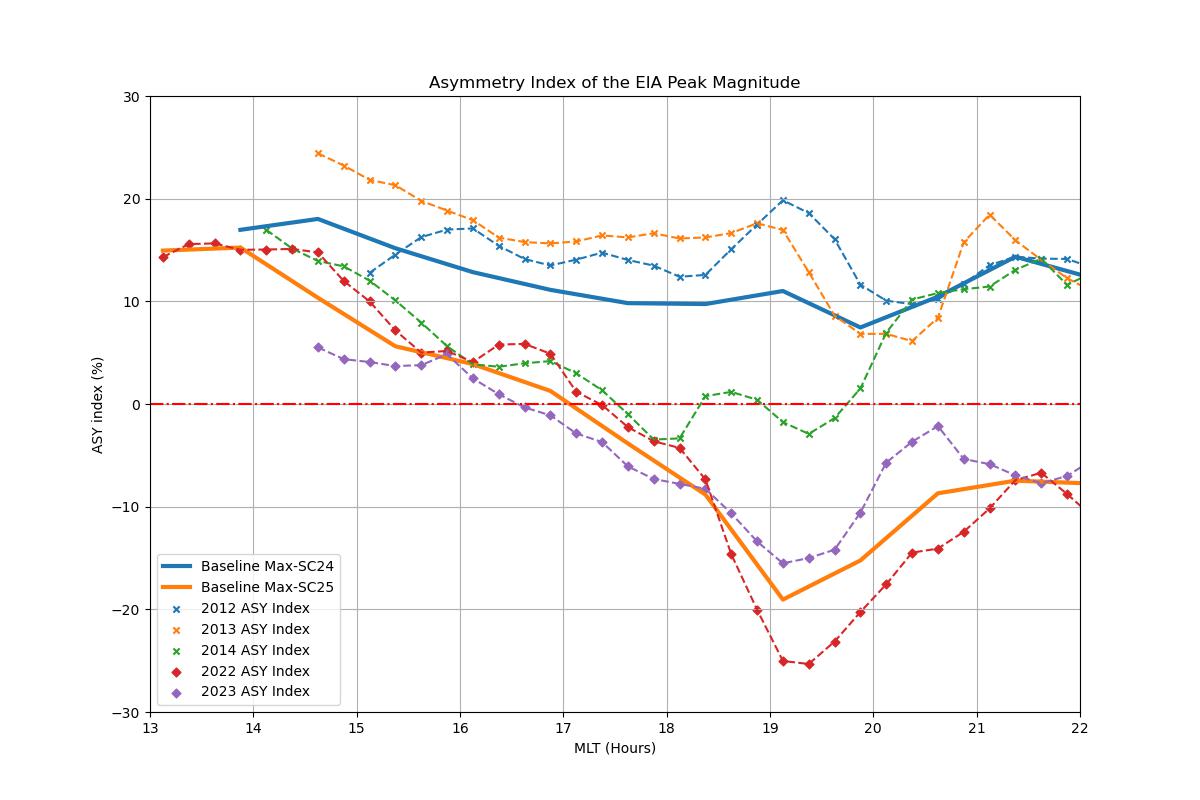 Asymmetry Index of the EIA Peak Magnitude
30
20
10
0
−10
−20
−30
ASY index (%)
Baseline Max-SC24
Baseline Max-SC25
2012 ASY Index
2013 ASY Index
2014 ASY Index
2022 ASY Index
2023 ASY Index
13 14 15 16 17 18 19 20 21 22
MLT (Hours)